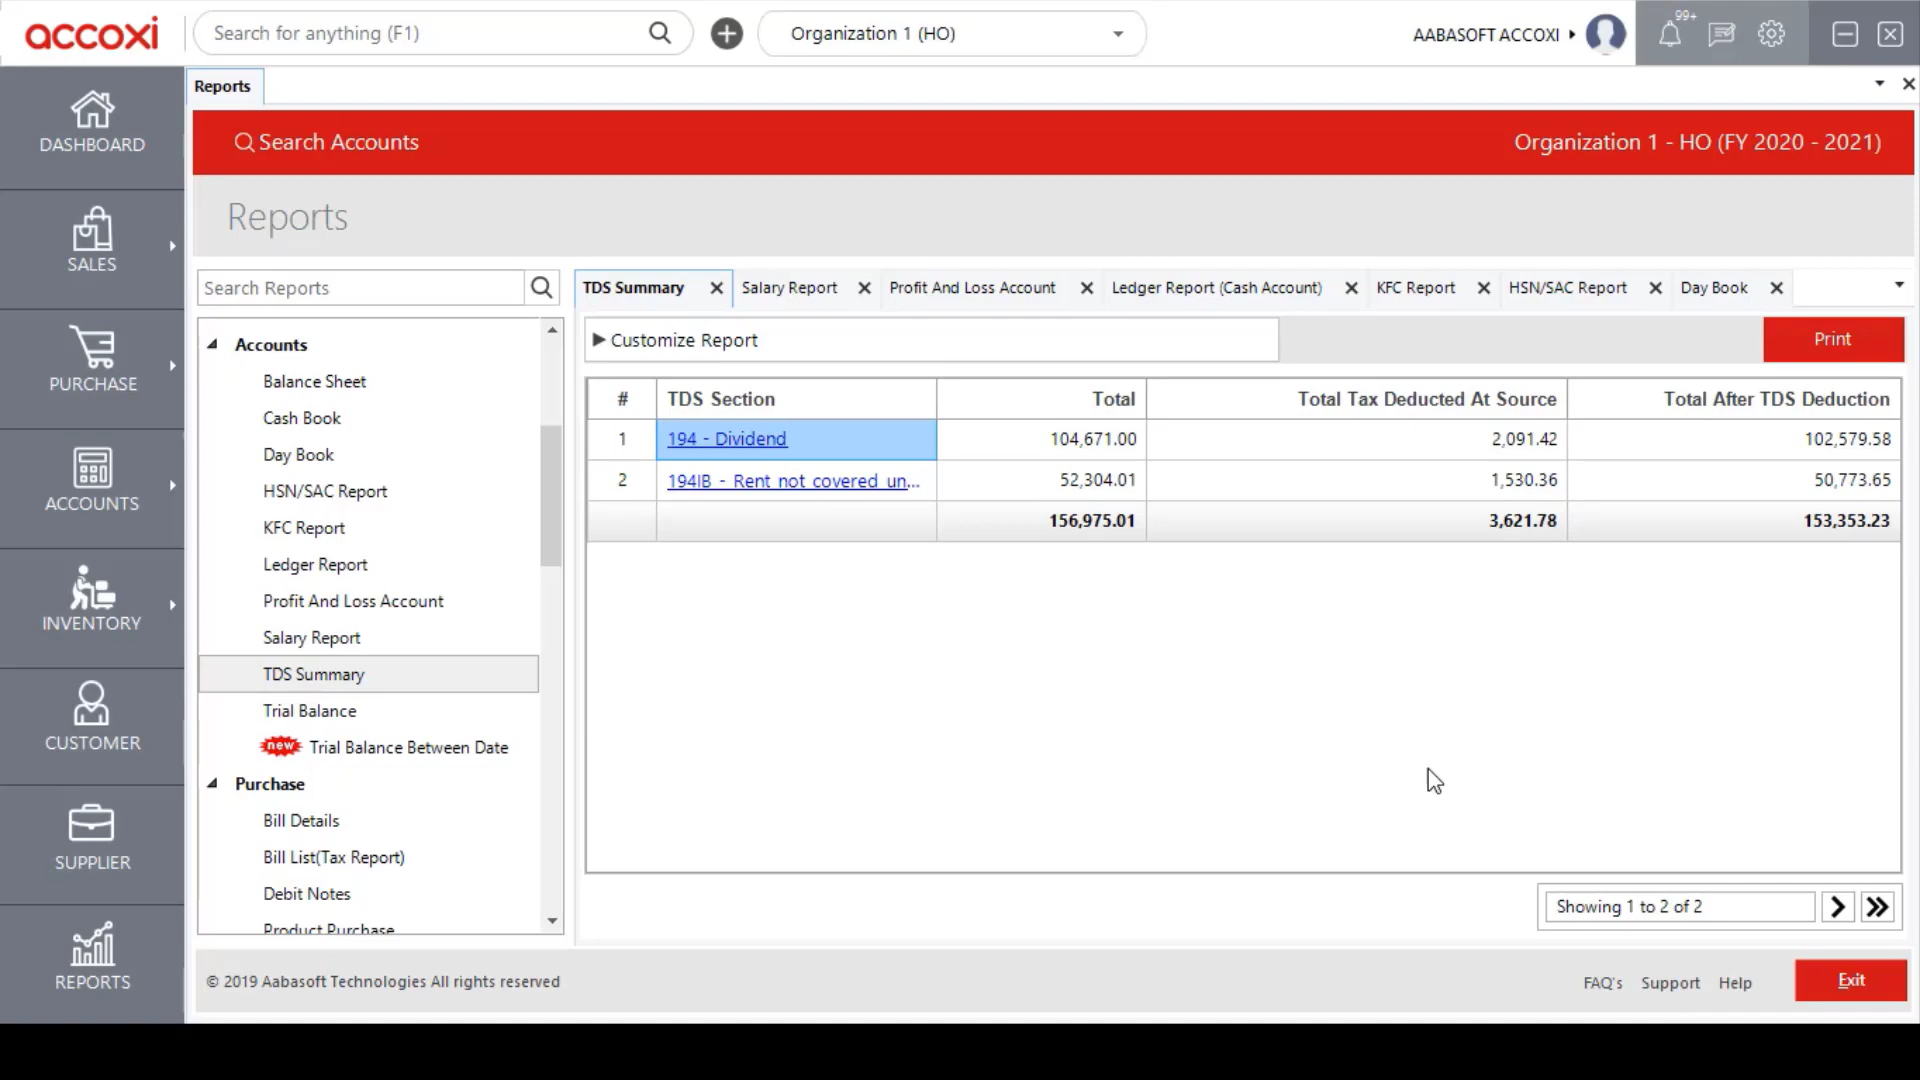 accoxi
Search for anything (F1)
Organization 1 (HO)
AABASOFT ACCOXI
99+
Reports
Search Accounts
Organization 1 - HO (FY 2020 - 2021)
Reports
DASHBOARD
SALES
PURCHASE
ACCOUNTS
INVENTORY
CUSTOMER
SUPPLIER
REPORTS
Search Reports
Accounts
Balance Sheet
Cash Book
Day Book
HSN/SAC Report
KFC Report
Ledger Report
Profit And Loss Account
Salary Report
TDS Summary
Trial Balance
new Trial Balance Between Date
Purchase
Bill Details
Bill List(Tax Report)
Debit Notes
Product Purchase
TDS Summary Salary Report Profit And Loss Account Ledger Report (Cash Account) KFC Report HSN/SAC Report Day Book
Customize Report
Print
# TDS Section Total Total Tax Deducted At Source Total After TDS Deduction
1 194 - Dividend 104,671.00 2,091.42 102,579.58
2 194IB - Rent not covered un... 52,304.01 1,530.36 50,773.65
156,975.01 3,621.78 153,353.23
Showing 1 to 2 of 2
© 2019 Aabasoft Technologies All rights reserved
FAQ's Support Help
Exit